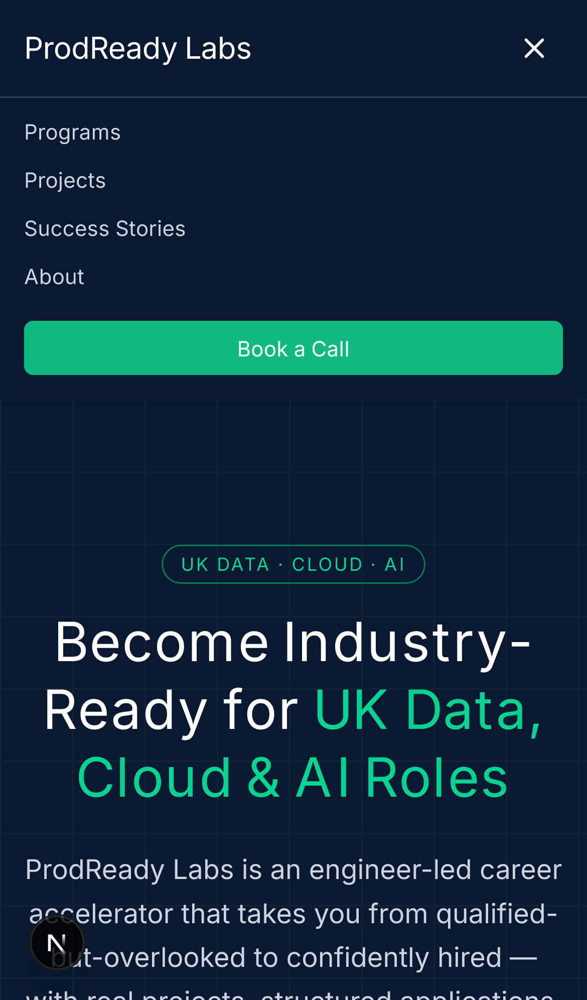 ProdReady Labs
Programs
Projects
Success Stories
About
Book a Call
UK DATA · CLOUD · AI
Become Industry-
Ready for UK Data,
Cloud & AI Roles
ProdReady Labs is an engineer-led career
accelerator that takes you from qualified-
but-overlooked to confidently hired —
with real projects, structured applications,
N